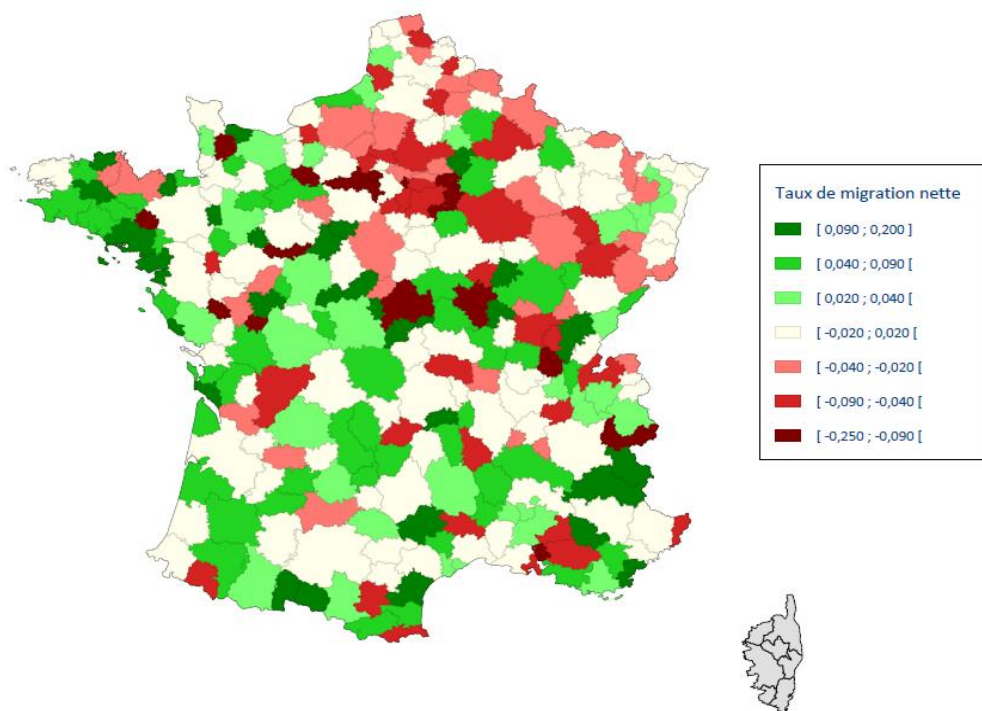 Taux de migration nette
[ 0,090 ; 0,200 ]
[ 0,040 ; 0,090 [
[ 0,020 ; 0,040 [
[ -0,020 ; 0,020 [
[ -0,040 ; -0,020 [
[ -0,090 ; -0,040 [
[ -0,250 ; -0,090 [